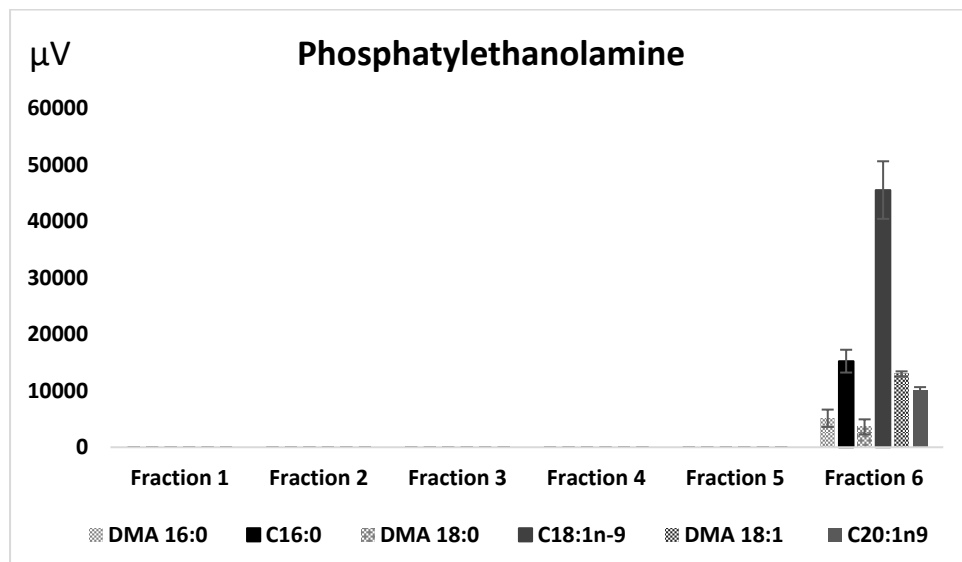 µV
Phosphatylethanolamine
60000
50000
40000
30000
20000
10000
0
Fraction 1 Fraction 2 Fraction 3 Fraction 4 Fraction 5 Fraction 6
DMA 16:0 C16:0 DMA 18:0 C18:1n-9 DMA 18:1 C20:1n9